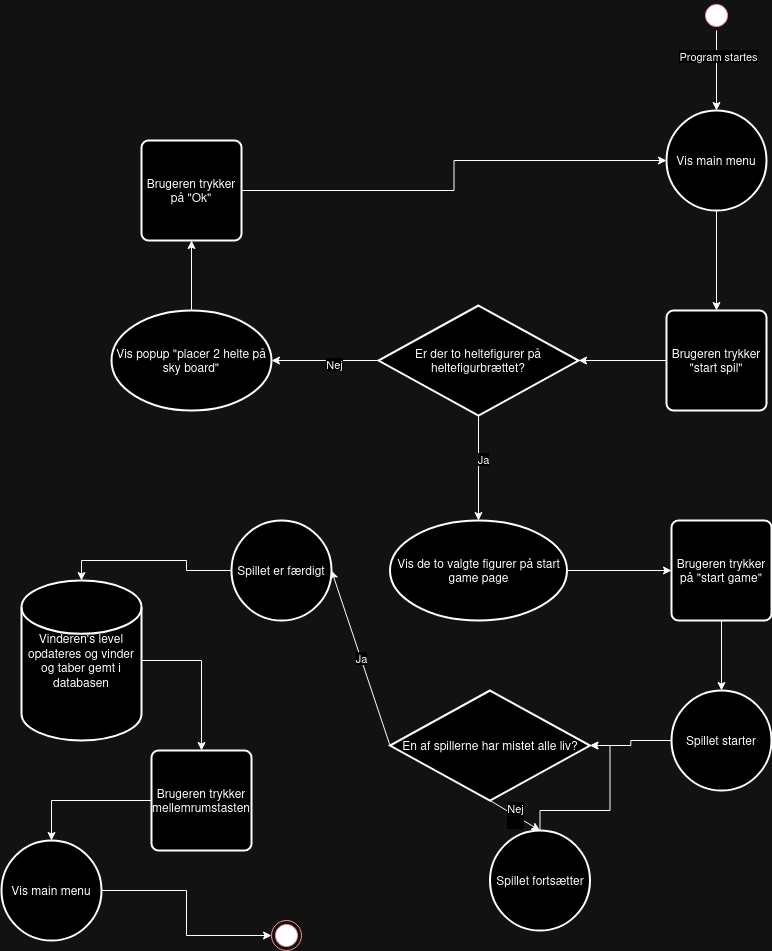 Program startes
Vis main menu
Brugeren trykker
på "Ok"
Brugeren trykker
"start spil"
Er der to heltefigurer på
heltefigurbrættet?
Nej
Vis popup "placer 2 helte på
sky board"
Ja
Vis de to valgte figurer på start
game page
Brugeren trykker
på "start game"
Spillet er færdigt
Vinderen's level
opdateres og vinder
og taber gemt i
databasen
Ja
En af spillerne har mistet alle liv?
Spillet starter
Nej
Spillet fortsætter
Brugeren trykker
mellemrumstasten
Vis main menu